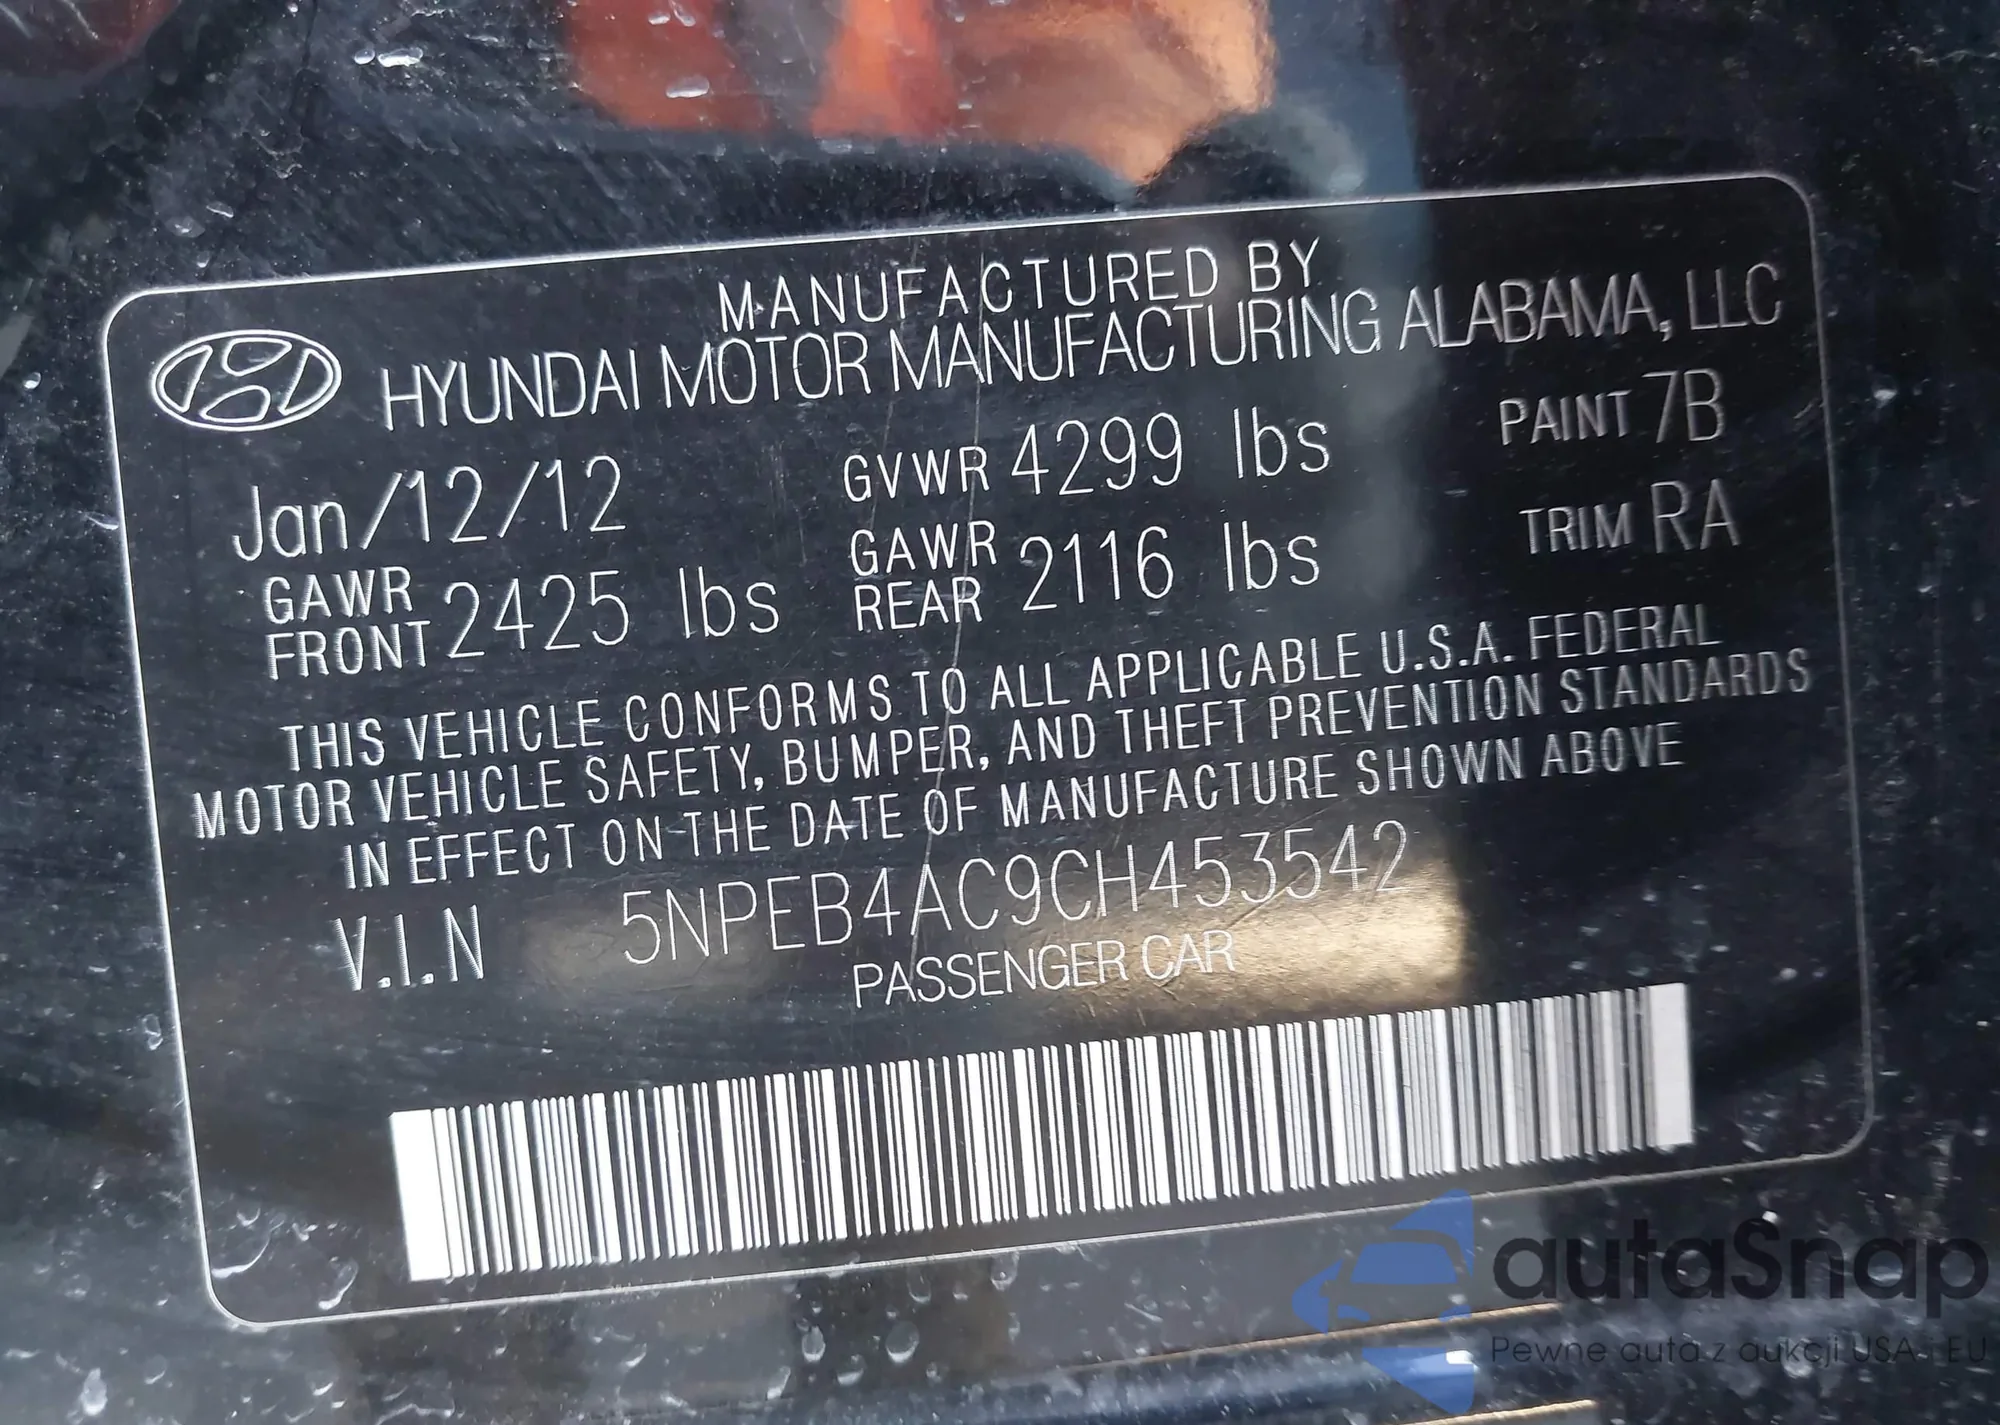 MANUFACTURED BY
HYUNDAI MOTOR MANUFACTURING ALABAMA, LLC
Jan/12/12 GVWR 4299 lbs PAINT 7B
GAWR FRONT 2425 lbs GAWR REAR 2116 lbs TRIM RA
THIS VEHICLE CONFORMS TO ALL APPLICABLE U.S.A. FEDERAL
MOTOR VEHICLE SAFETY, BUMPER, AND THEFT PREVENTION STANDARDS
IN EFFECT ON THE DATE OF MANUFACTURE SHOWN ABOVE
V.I.N 5NPEB4AC9CH453542
PASSENGER CAR
autaSnap
Pewne auta z aukcji USA i EU